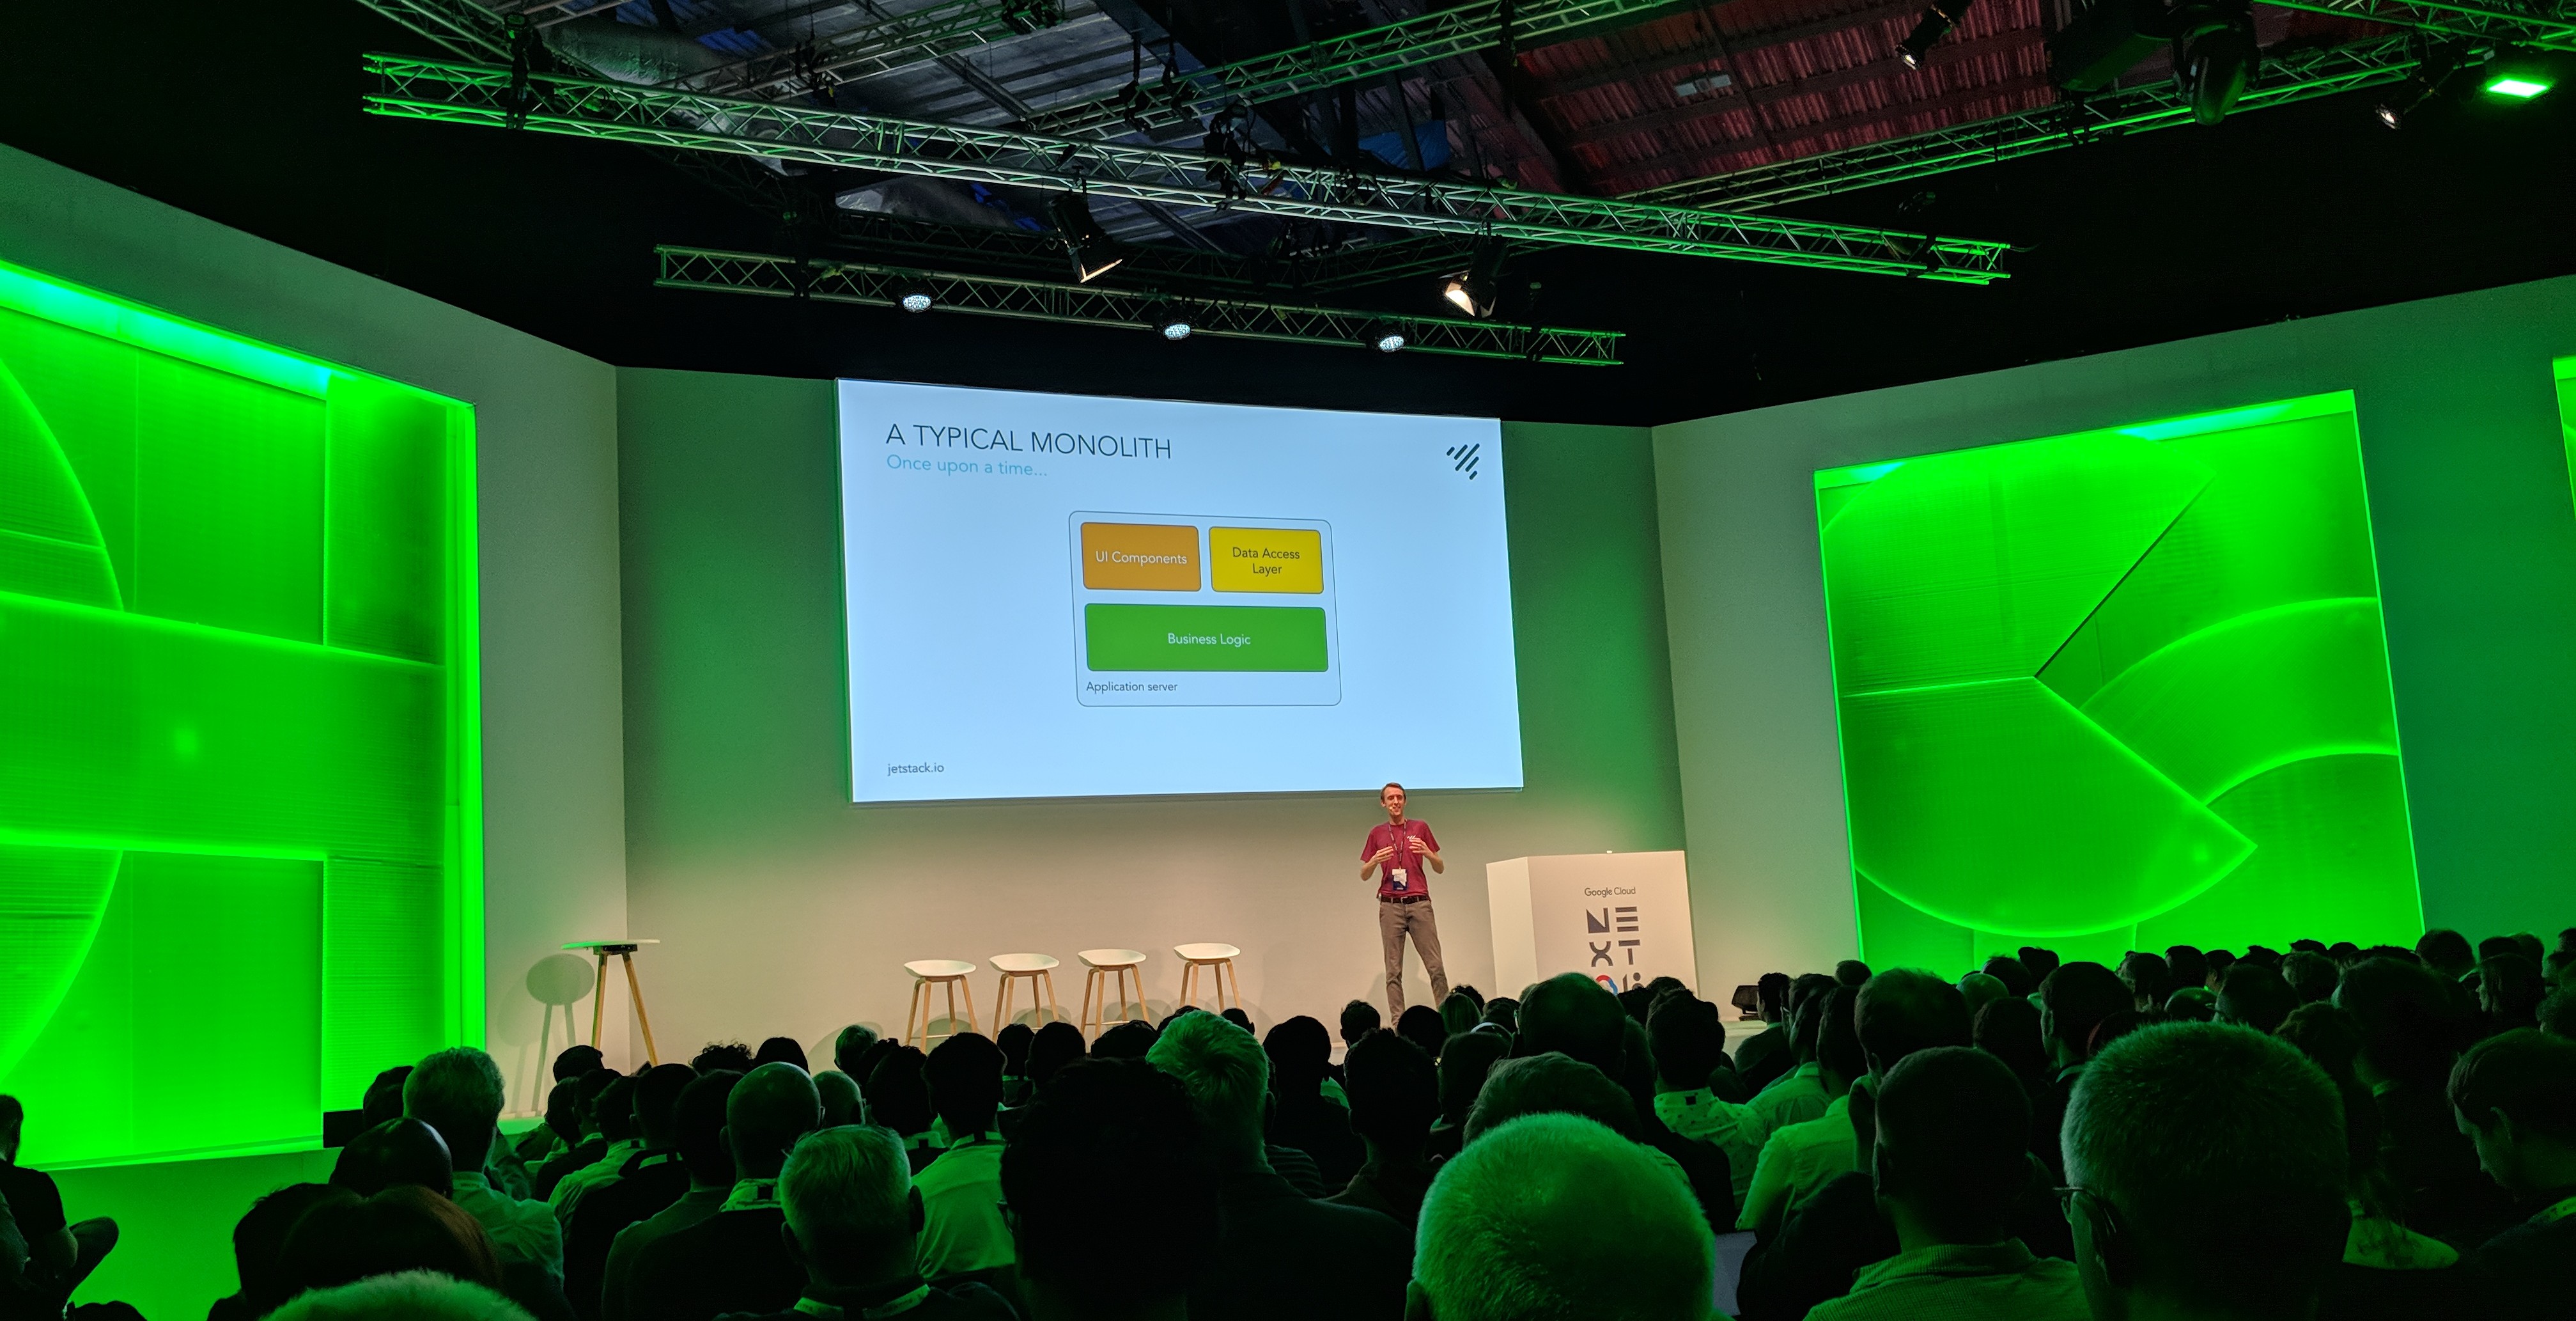 A TYPICAL MONOLITH
Once upon a time...
UI Components
Data Access
Layer
Business Logic
Application server
jetstack.io
Google Cloud
NE
XT